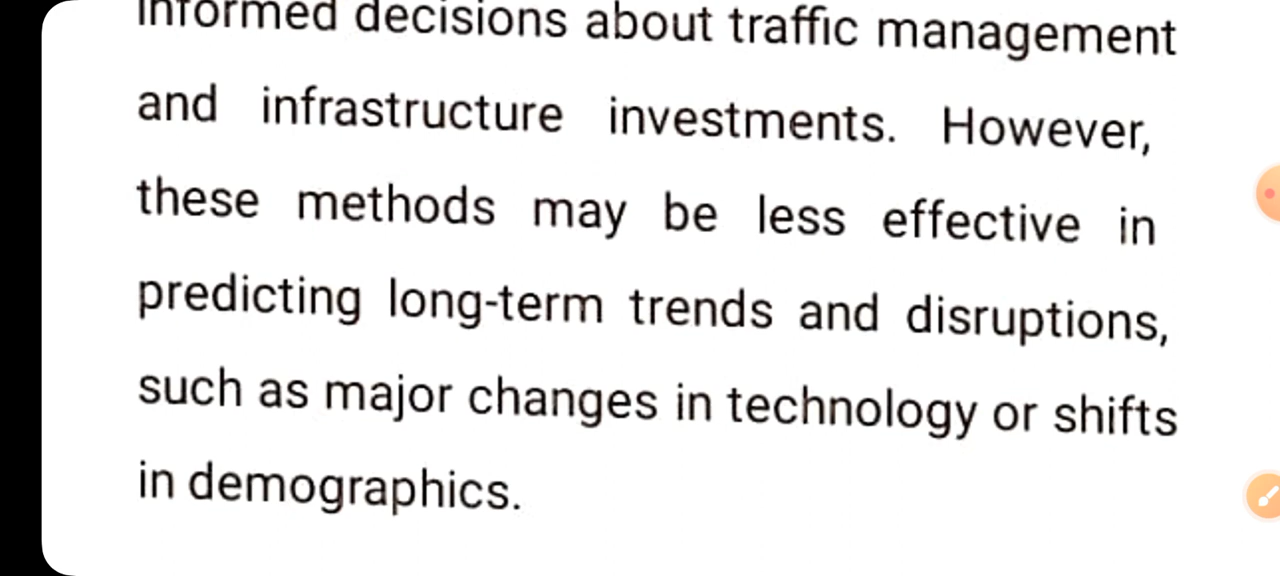 informed decisions about traffic management
and infrastructure investments. However,
these methods may be less effective in
predicting long-term trends and disruptions,
such as major changes in technology or shifts
in demographics.